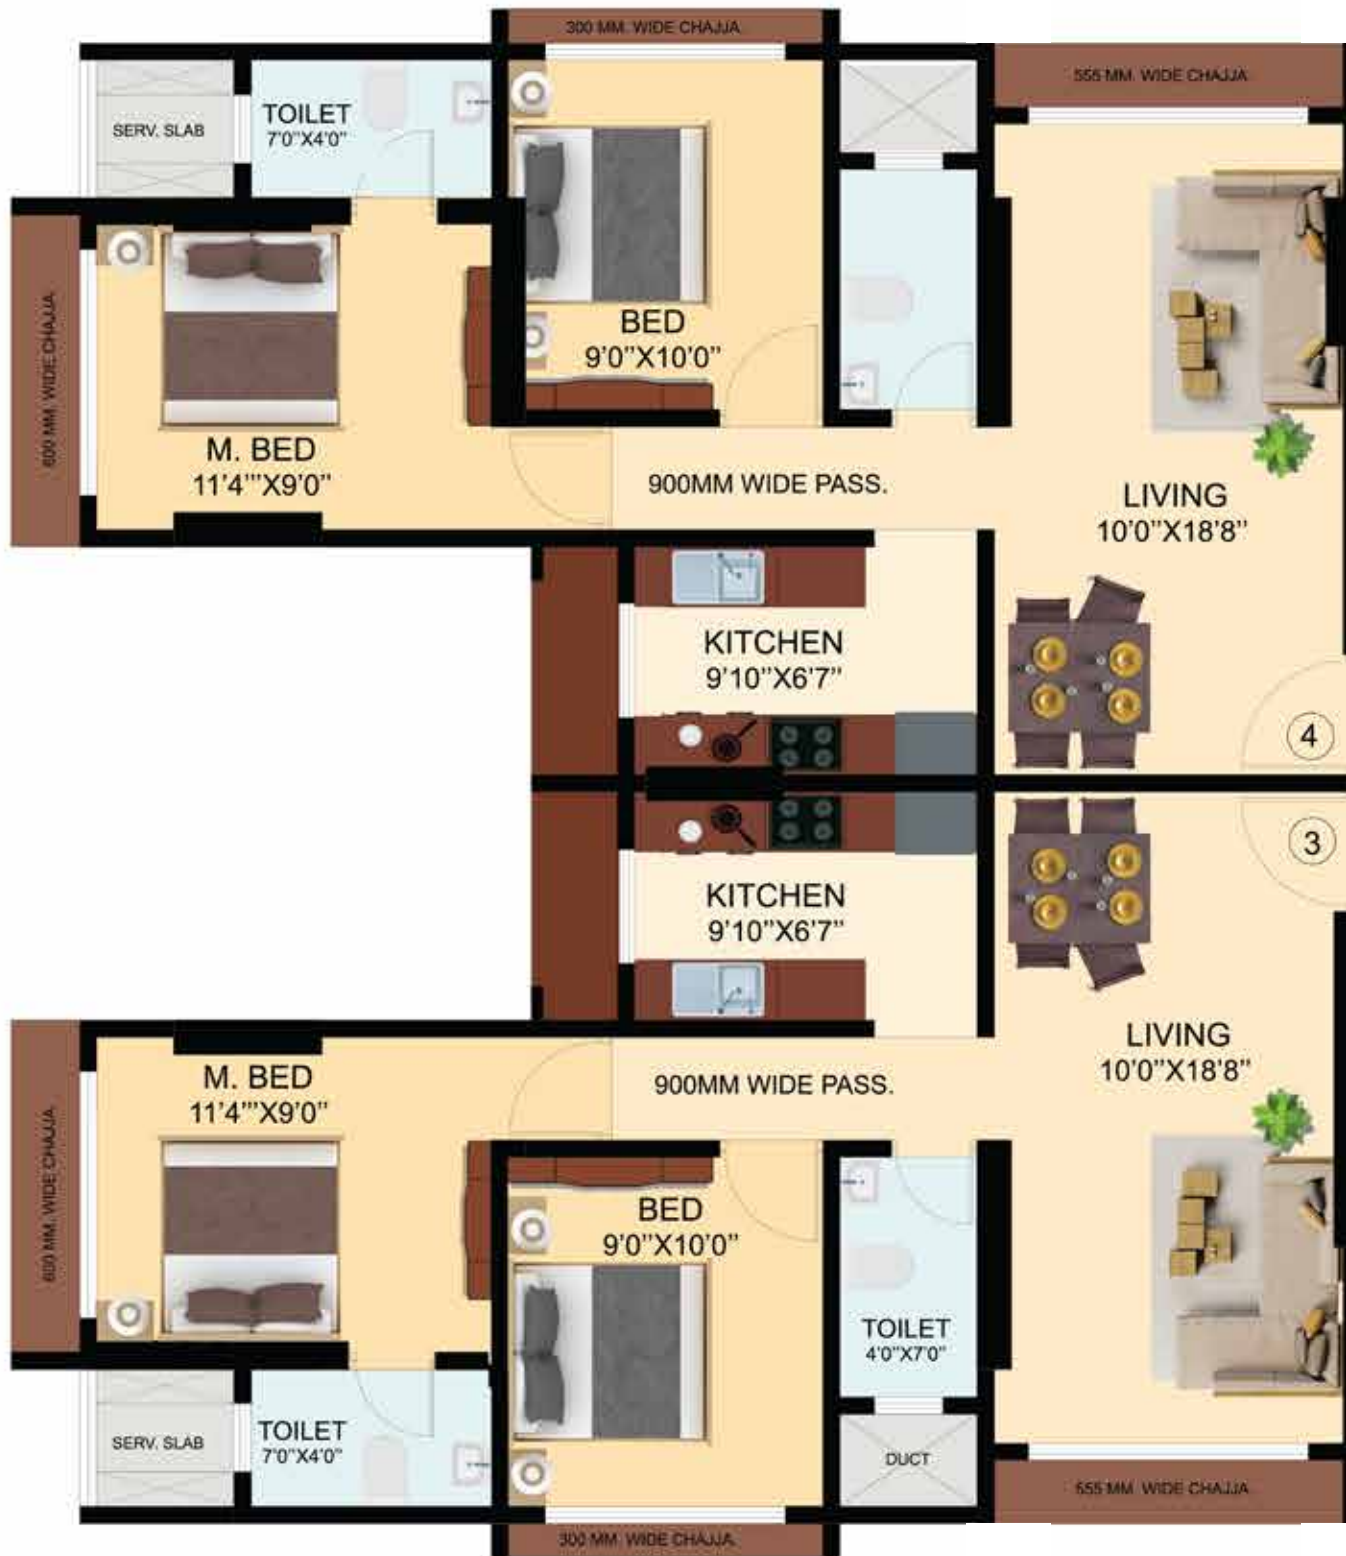 300 MM. WIDE CHAJJA.
555 MM. WIDE CHAJJA.
SERV. SLAB
TOILET
7'0"X4'0"
600 MM. WIDE CHAJJA.
BED
9'0"X10'0"
M. BED
11'4'"X9'0"
900MM WIDE PASS.
LIVING
10'0"X18'8"
KITCHEN
9'10"X6'7"
4
3
KITCHEN
9'10"X6'7"
LIVING
10'0"X18'8"
M. BED
11'4'"X9'0"
900MM WIDE PASS.
600 MM. WIDE CHAJJA.
BED
9'0"X10'0"
TOILET
4'0"X7'0"
SERV. SLAB
TOILET
7'0"X4'0"
DUCT
555 MM. WIDE CHAJJA.
300 MM. WIDE CHAJJA.